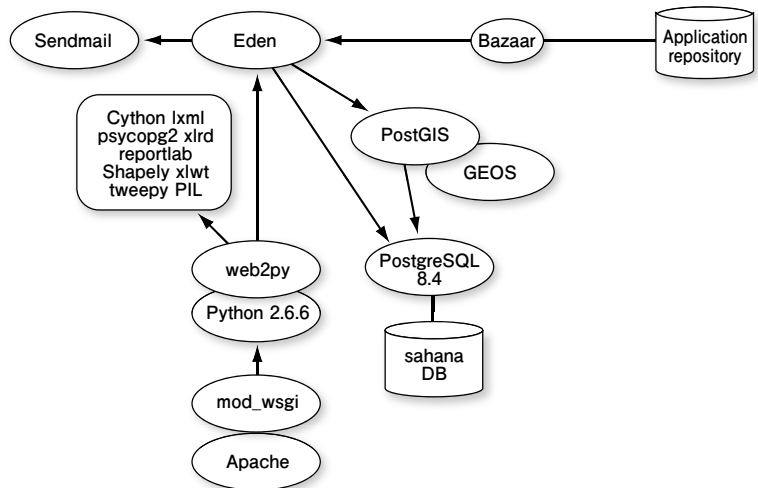 Sendmail
Eden
Bazaar
Application
repository
Cython lxml
psycopg2 xlrd
reportlab
Shapely xlwt
tweepy PIL
PostGIS
GEOS
web2py
Python 2.6.6
PostgreSQL
8.4
sahana
DB
mod_wsgi
Apache